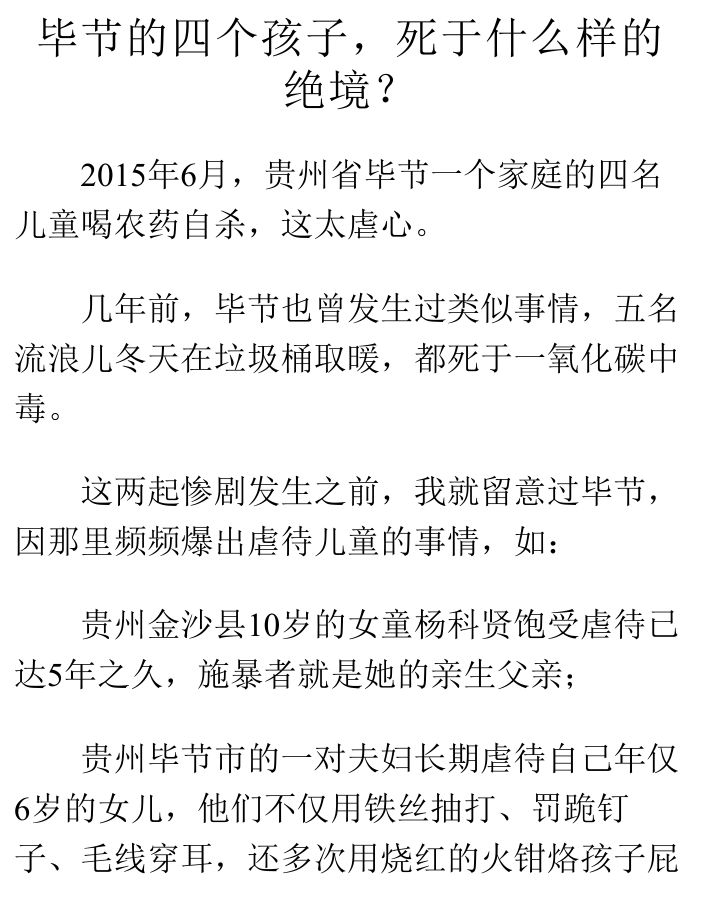 毕节的四个孩子，死于什么样的
绝境？
2015年6月，贵州省毕节一个家庭的四名
儿童喝农药自杀，这太虐心。
几年前，毕节也曾发生过类似事情，五名
流浪儿冬天在垃圾桶取暖，都死于一氧化碳中
毒。
这两起惨剧发生之前，我就留意过毕节，
因那里频频爆出虐待儿童的事情，如：
贵州金沙县10岁的女童杨科贤饱受虐待已
达5年之久，施暴者就是她的亲生父亲；
贵州毕节市的一对夫妇长期虐待自己年仅
6岁的女儿，他们不仅用铁丝抽打、罚跪钉
子、毛线穿耳，还多次用烧红的火钳烙孩子屁